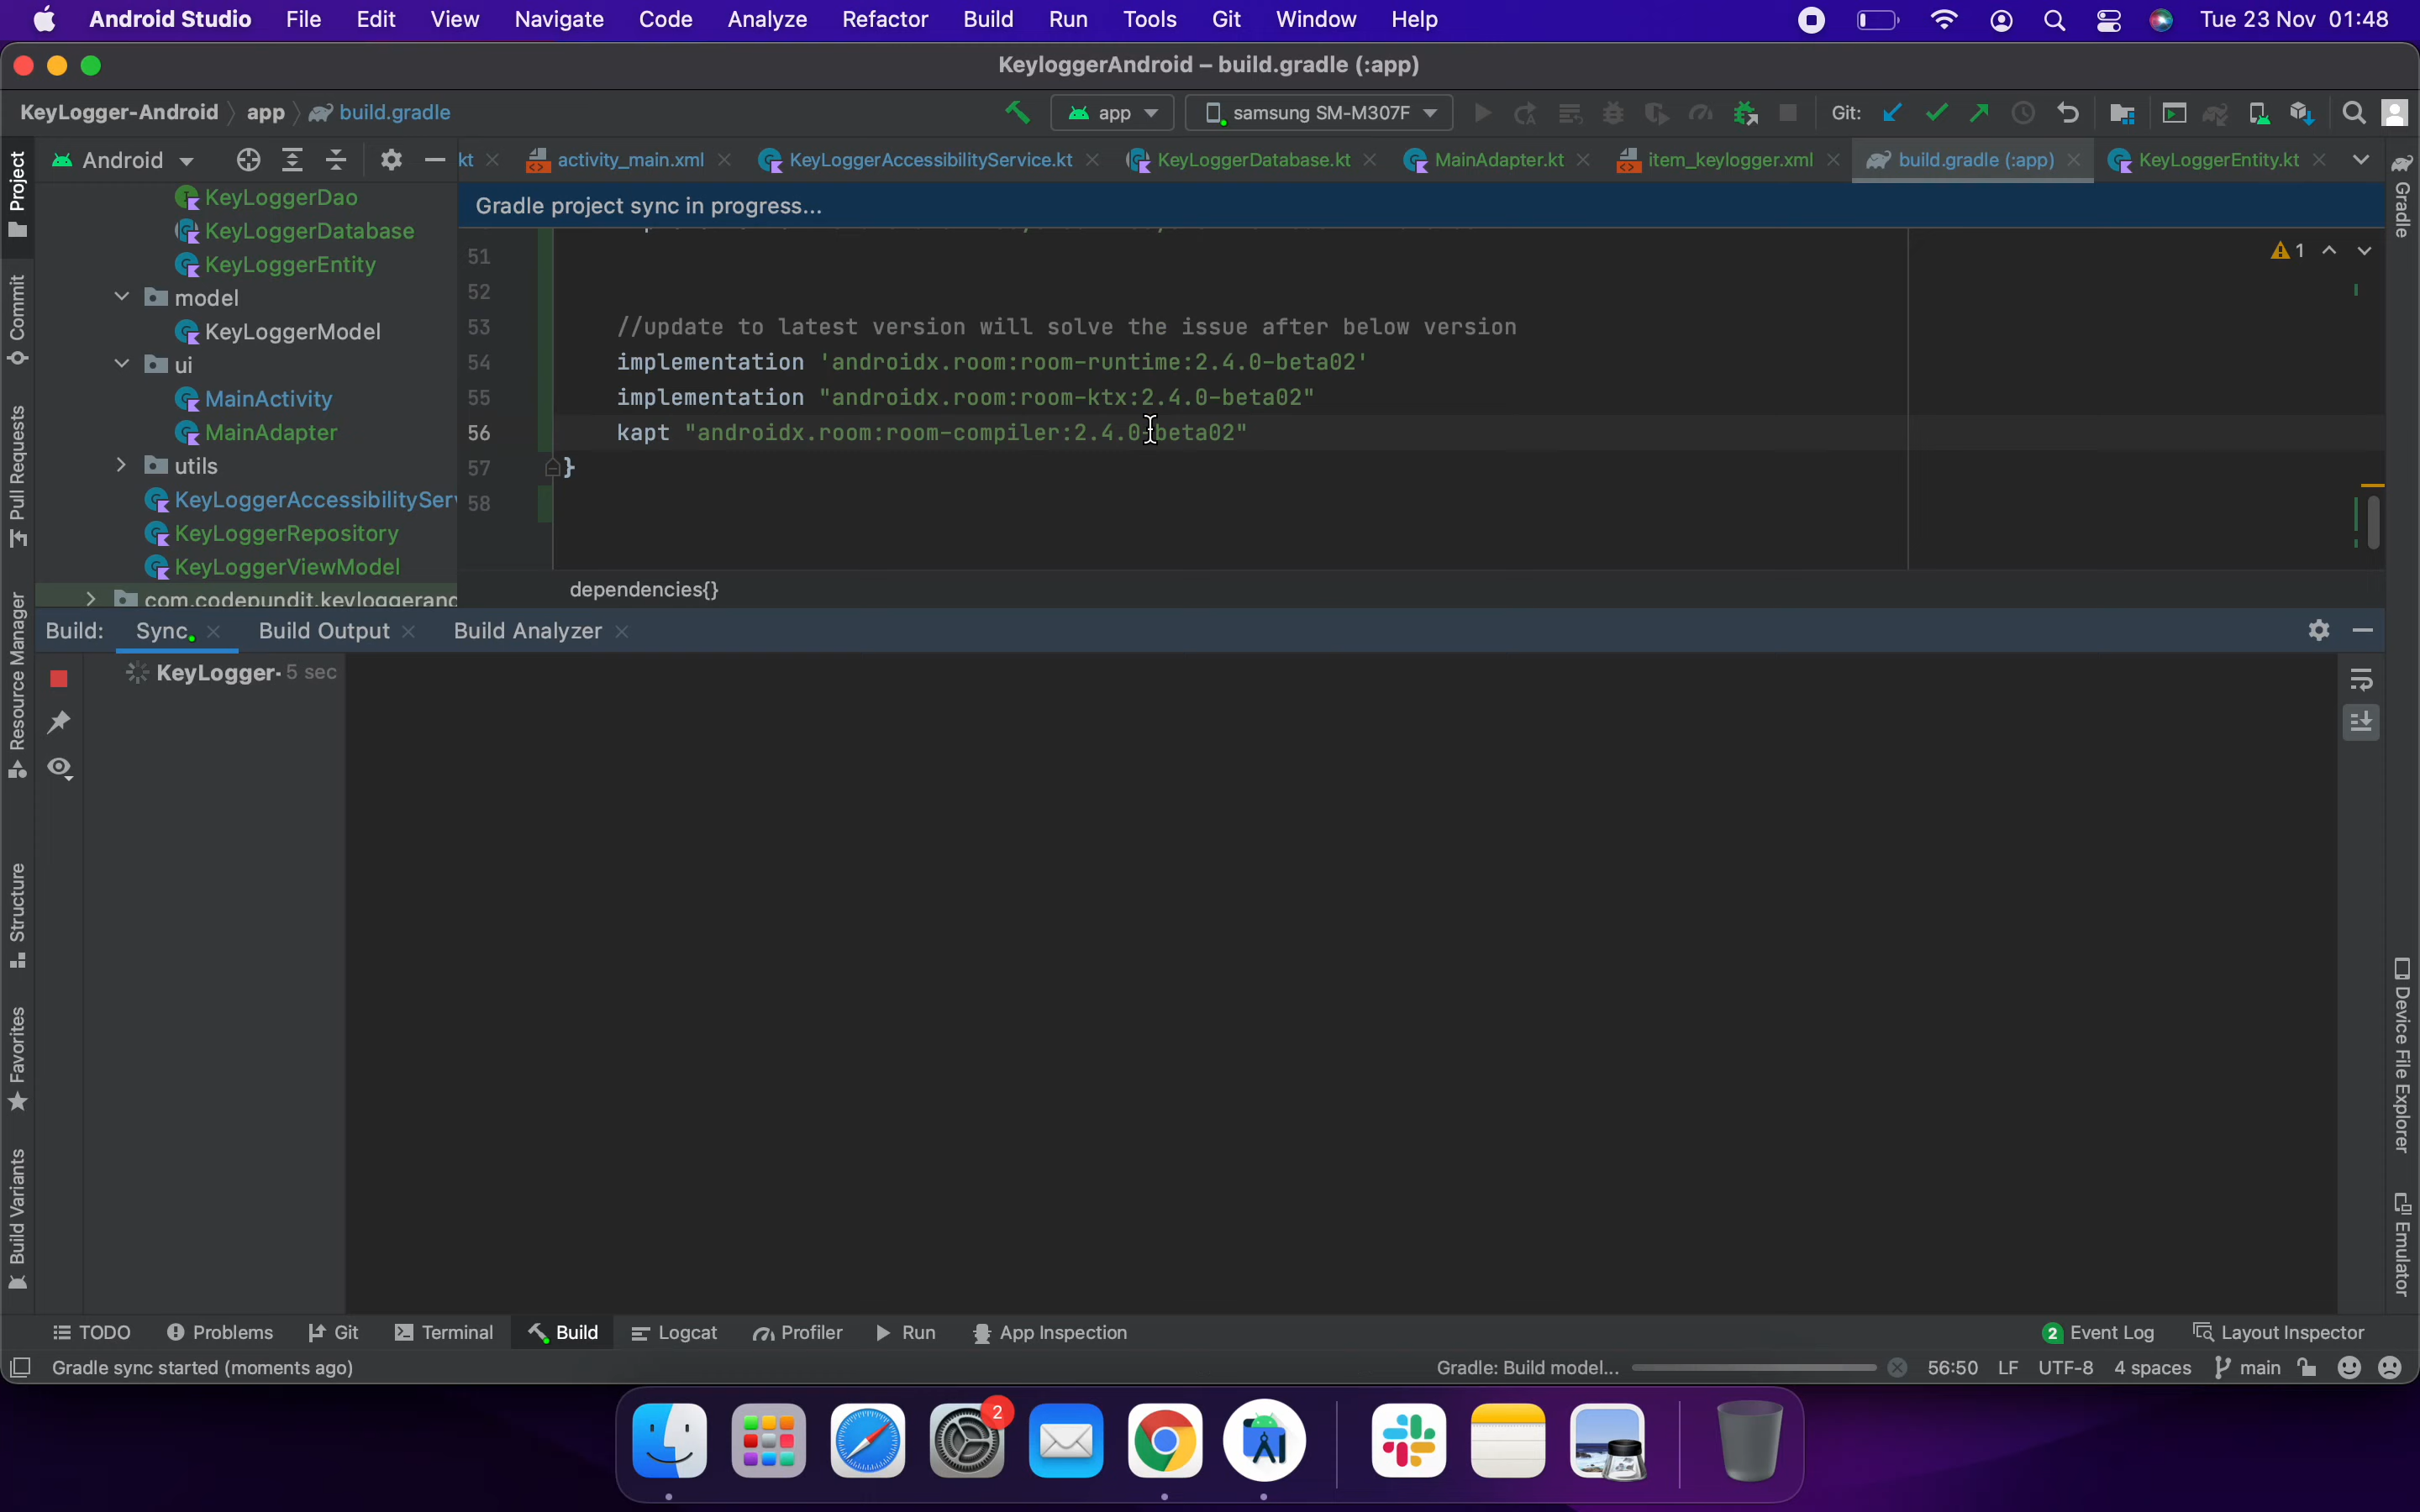 Android Studio File Edit View Navigate Code Analyze Refactor Build Run Tools Git Window Help Tue 23 Nov 01:48
KeyloggerAndroid – build.gradle (:app)
KeyLogger-Android app build.gradle app samsung SM-M307F Git:
Android kt activity_main.xml KeyLoggerAccessibilityService.kt KeyLoggerDatabase.kt MainAdapter.kt item_keylogger.xml build.gradle (:app) KeyLoggerEntity.kt
Project
Commit
Pull Requests
Resource Manager
Structure
Favorites
Build Variants
KeyLoggerDao
KeyLoggerDatabase
KeyLoggerEntity
model
KeyLoggerModel
ui
MainActivity
MainAdapter
utils
KeyLoggerAccessibilitySer
KeyLoggerRepository
KeyLoggerViewModel
com.codepundit.keyloggerand
Gradle project sync in progress...
1
51
52
53 //update to latest version will solve the issue after below version
54 implementation 'androidx.room:room-runtime:2.4.0-beta02'
55 implementation "androidx.room:room-ktx:2.4.0-beta02"
56 kapt "androidx.room:room-compiler:2.4.0-beta02"
57 }
58
dependencies{}
Gradle
Device File Explorer
Emulator
Build: Sync Build Output Build Analyzer
KeyLogger- 5 sec
TODO Problems Git Terminal Build Logcat Profiler Run App Inspection 2 Event Log Layout Inspector
Gradle sync started (moments ago) Gradle: Build model... 56:50 LF UTF-8 4 spaces main
2